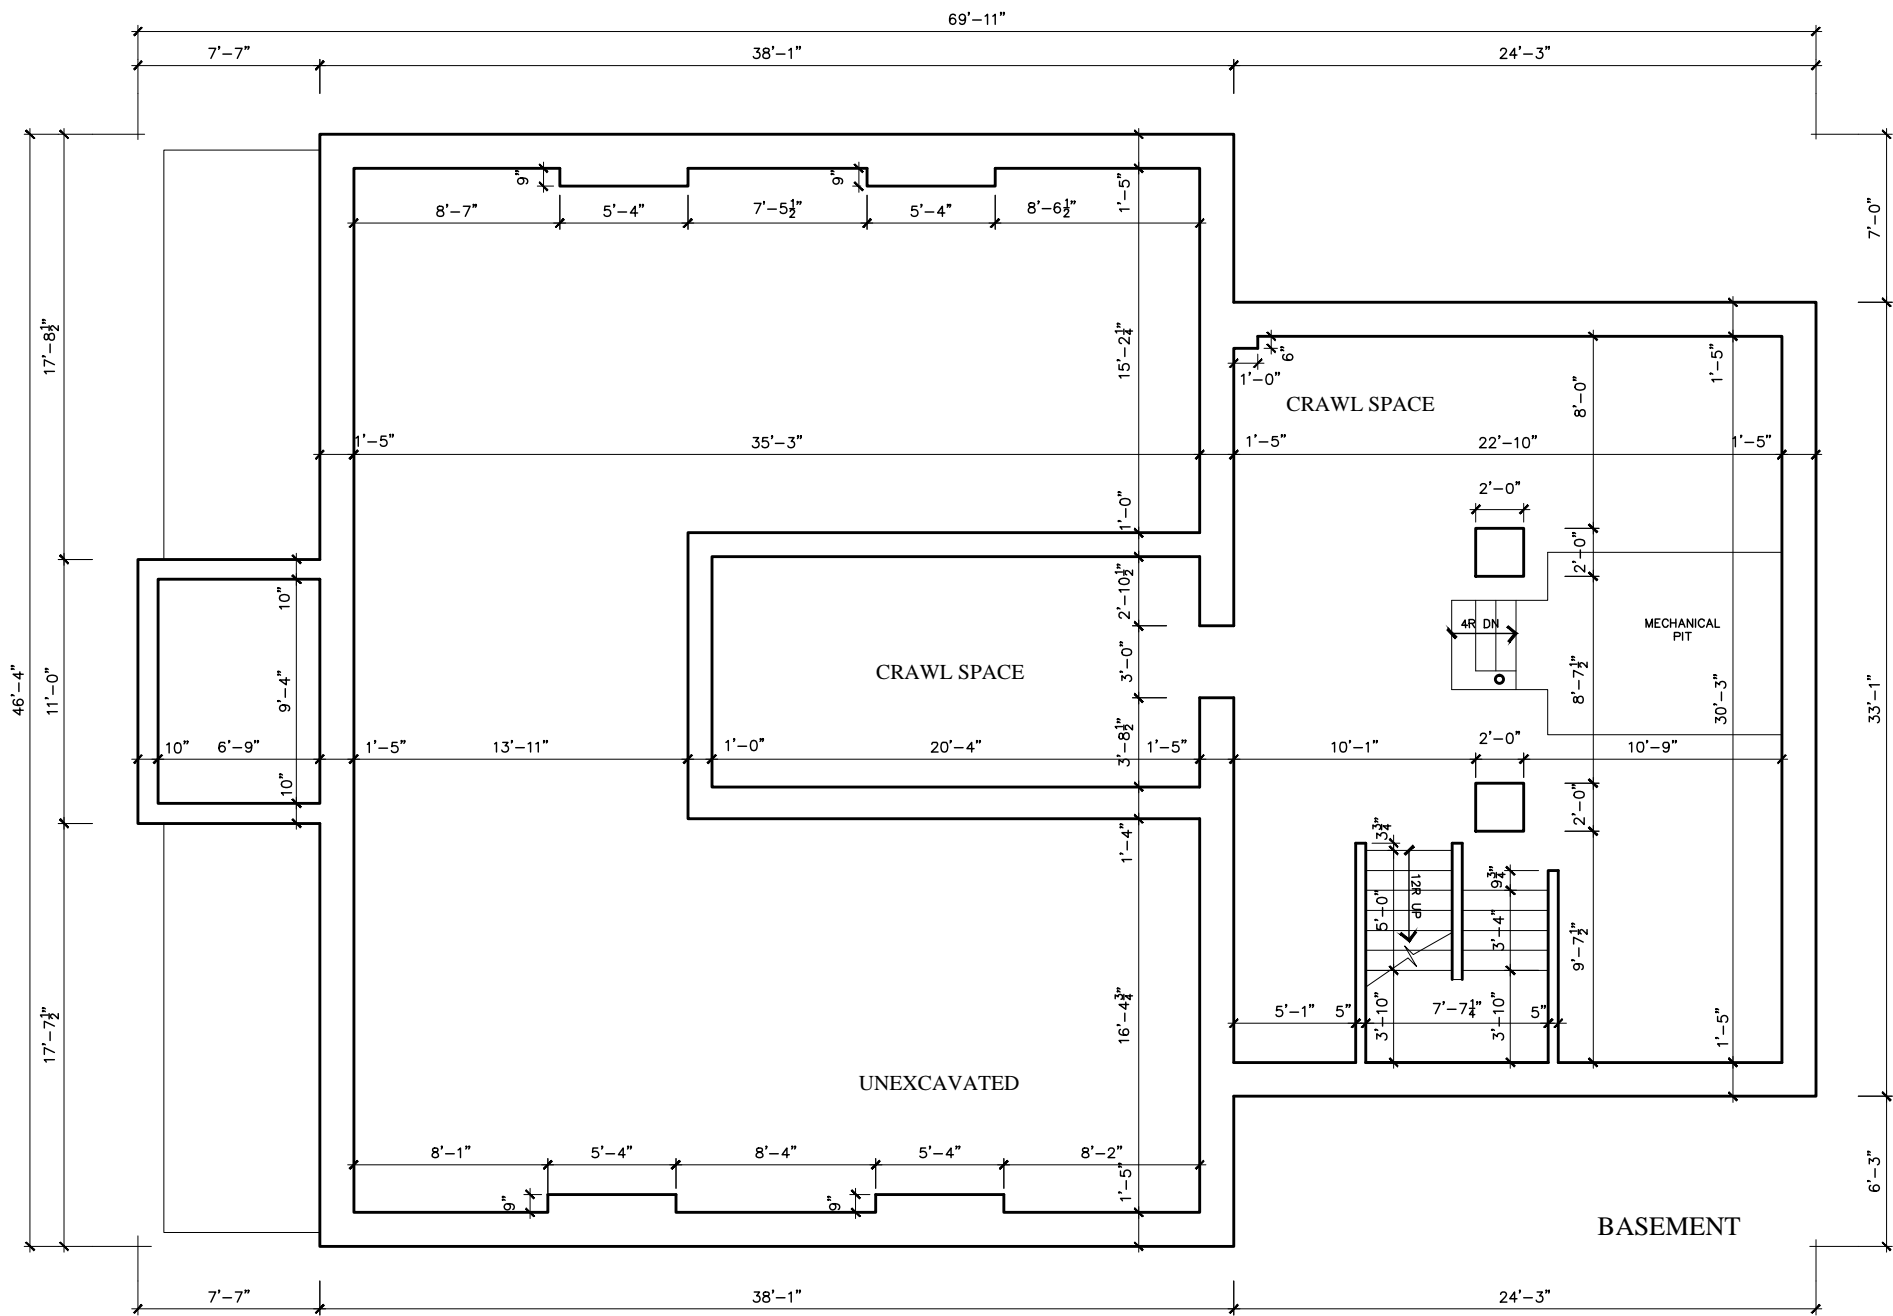 69'-11"
7'-7" 38'-1" 24'-3"
9" 9" 1'-5"
8'-7" 5'-4" 7'-5½" 5'-4" 8'-6½"
7'-0"
17'-8½" 15'-2¼"
6" 1'-5"
1'-0"
CRAWL SPACE 8'-0"
1'-5" 35'-3" 1'-5" 22'-10" 1'-5"
1'-0" 2'-0"
2'-0"
10" 2'-10½"
4R DN MECHANICAL
PIT
CRAWL SPACE 3'-0"
46'-4" 11'-0" 9'-4" 8'-7½" 30'-3" 33'-1"
10" 6'-9" 1'-5" 13'-11" 1'-0" 20'-4" 1'-5" 3'-8½" 10'-1" 2'-0" 10'-9"
10" 2'-0"
1'-4" 3¾"
9¾"
12R UP
5'-0" 3'-4" 9'-7½"
17'-7½" 16'-4¾" 5'-1" 5" 3'-10" 7'-7¼" 3'-10" 5" 1'-5"
UNEXCAVATED
8'-1" 5'-4" 8'-4" 5'-4" 8'-2"
9" 9" 1'-5" 6'-3"
BASEMENT
7'-7" 38'-1" 24'-3"